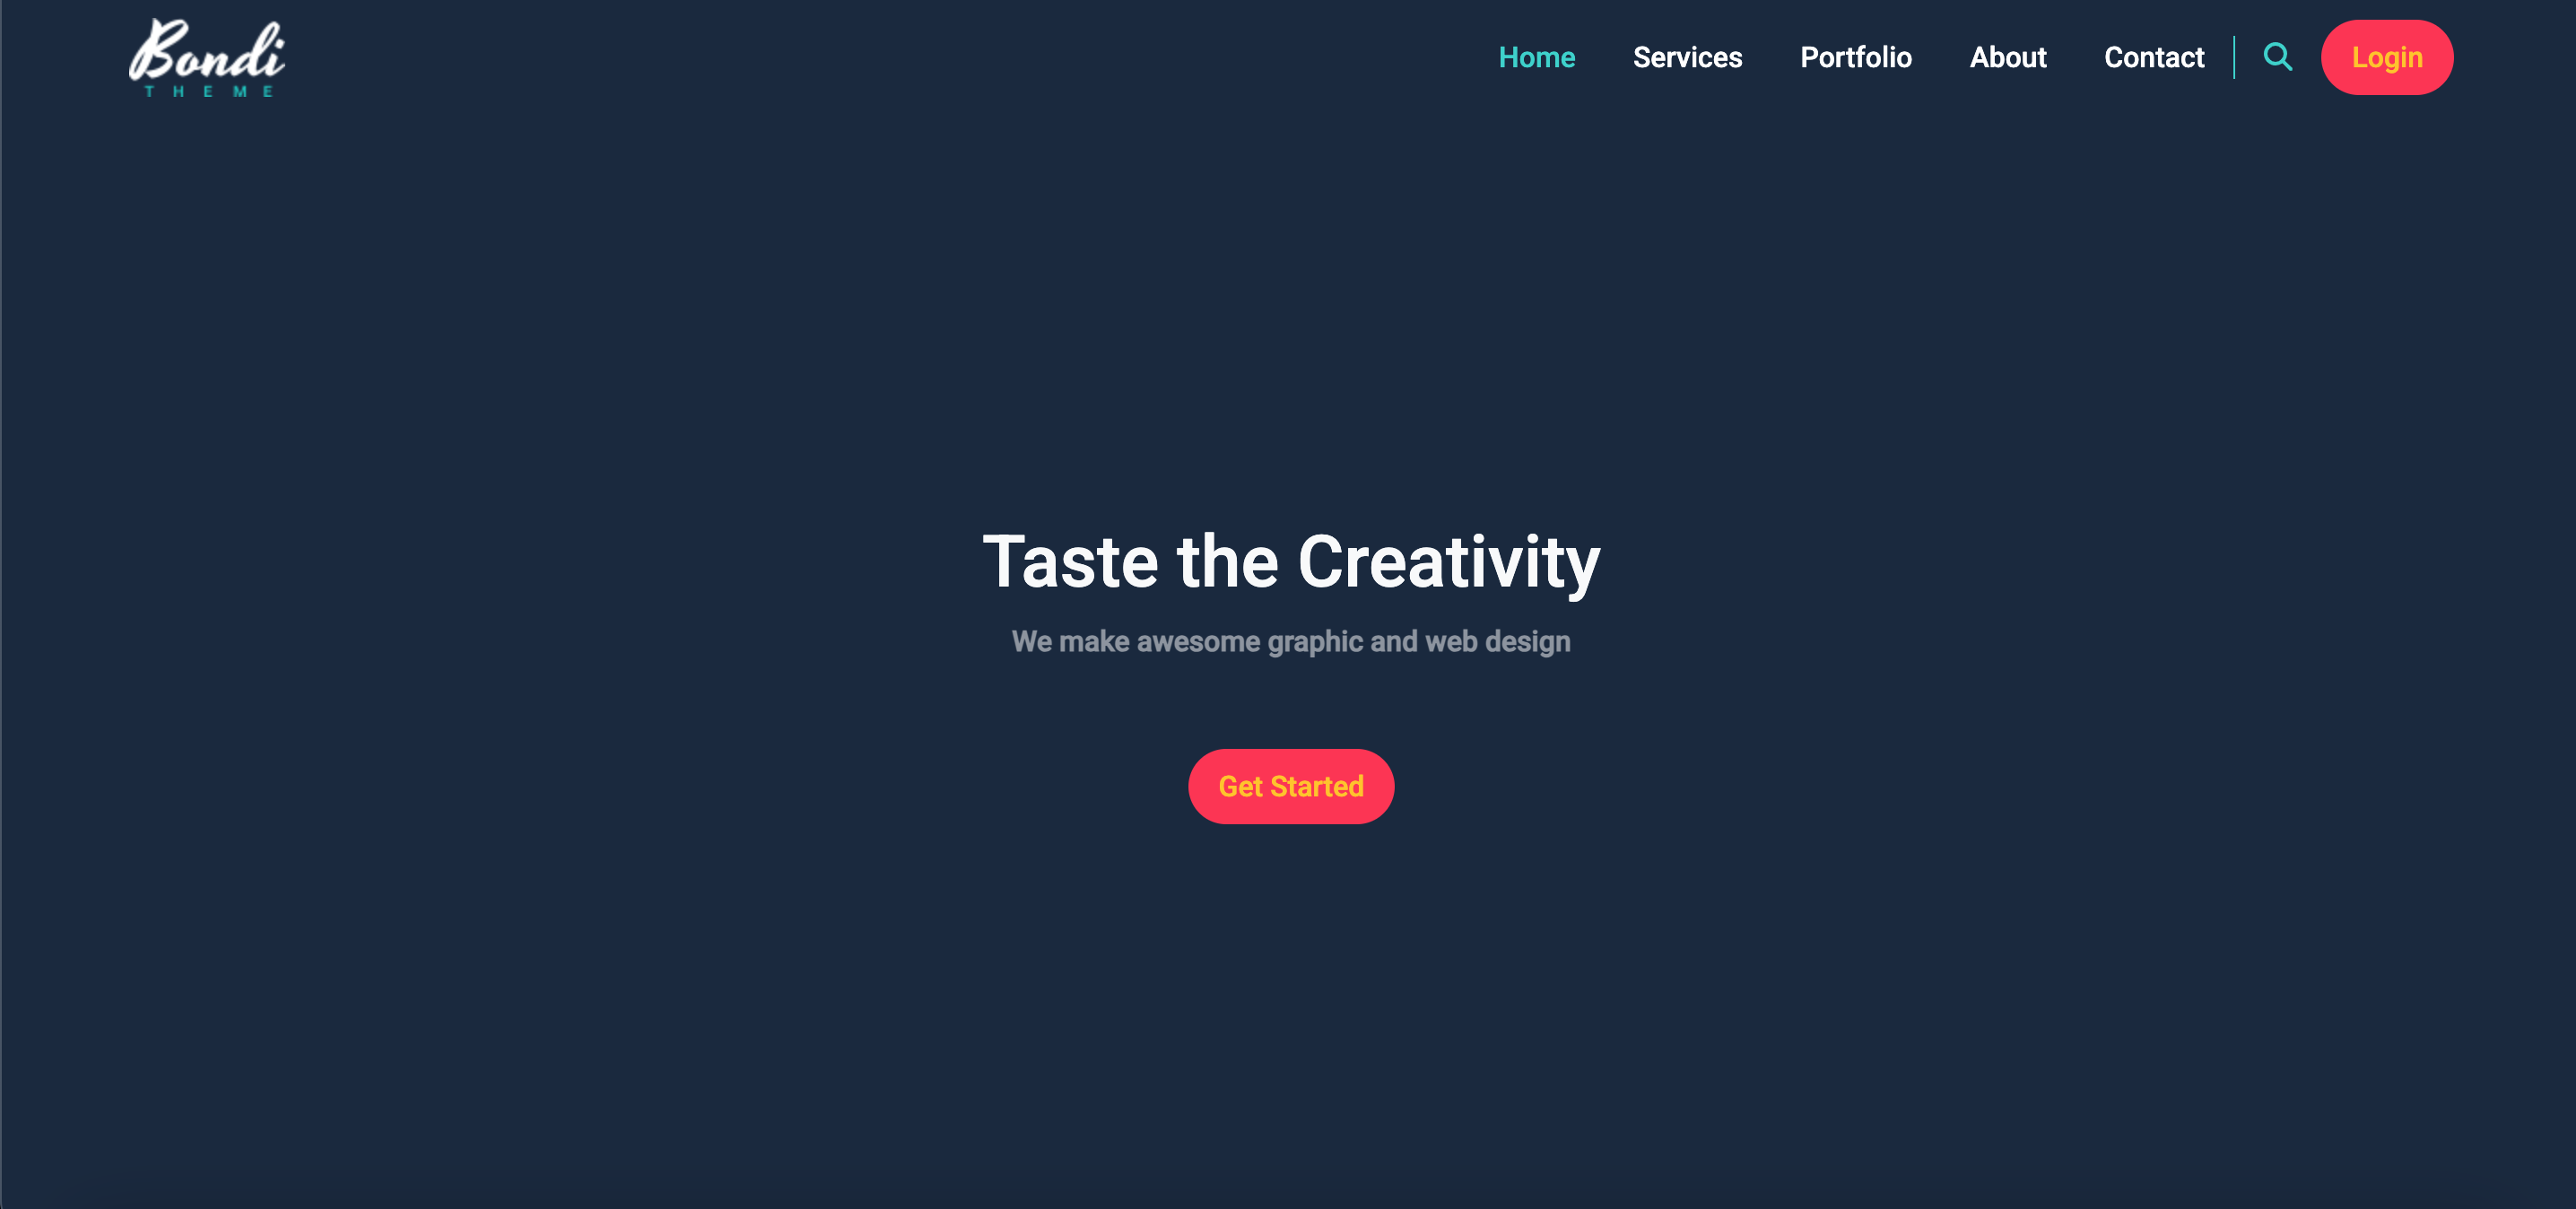 Bondi
THEME
Home Services Portfolio About Contact Login
Taste the Creativity
We make awesome graphic and web design
Get Started